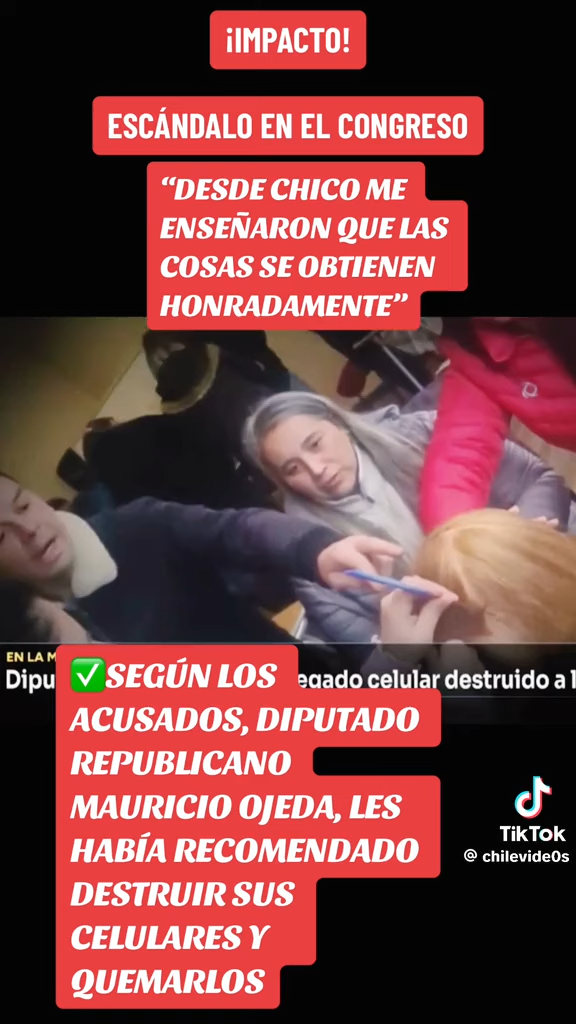 ¡IMPACTO!
ESCÁNDALO EN EL CONGRESO
“DESDE CHICO ME
ENSEÑARON QUE LAS
COSAS SE OBTIENEN
HONRADAMENTE”
EN LA M
Dipu
egado celular destruido a l
✅SEGÚN LOS
ACUSADOS, DIPUTADO
REPUBLICANO
MAURICIO OJEDA, LES
HABÍA RECOMENDADO
DESTRUIR SUS
CELULARES Y
QUEMARLOS
TikTok
@ chilevide0s